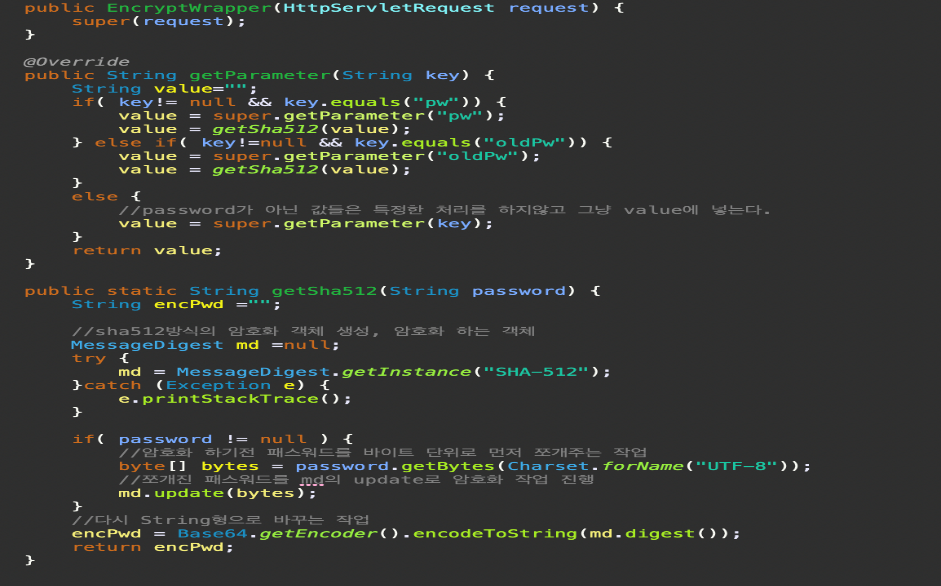 public EncryptWrapper(HttpServletRequest request) {
super(request);
}
@Override
public String getParameter(String key) {
String value="";
if( key!= null && key.equals("pw")) {
value = super.getParameter("pw");
value = getSha512(value);
} else if( key!=null && key.equals("oldPw")) {
value = super.getParameter("oldPw");
value = getSha512(value);
}
else {
//password가 아닌 값들은 특정한 처리를 하지않고 그냥 value에 넣는다.
value = super.getParameter(key);
}
return value;
}
public static String getSha512(String password) {
String encPwd ="";
//sha512방식의 암호화 객체 생성, 암호화 하는 객체
MessageDigest md =null;
try {
md = MessageDigest.getInstance("SHA-512");
}catch (Exception e) {
e.printStackTrace();
}
if( password != null ) {
//암호화 하기전 패스워드를 바이트 단위로 먼저 쪼개주는 작업
byte[] bytes = password.getBytes(Charset.forName("UTF-8"));
//쪼개진 패스워드를 md의 update로 암호화 작업 진행
md.update(bytes);
}
//다시 String형으로 바꾸는 작업
encPwd = Base64.getEncoder().encodeToString(md.digest());
return encPwd;
}